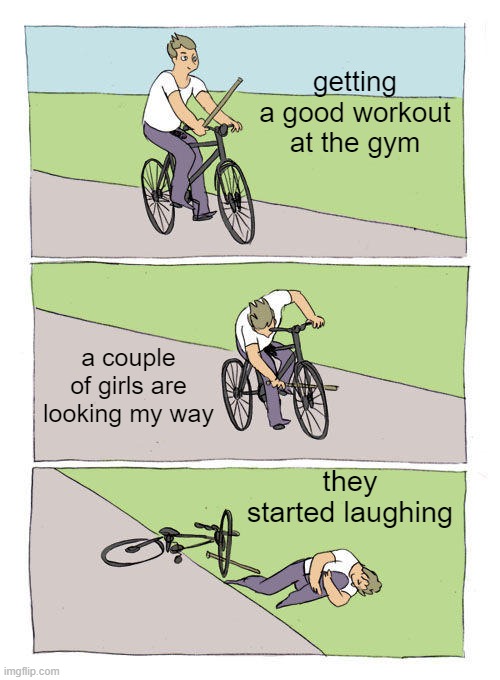 getting
a good workout
at the gym
a couple
of girls are
looking my way
they
started laughing
imgflip.com